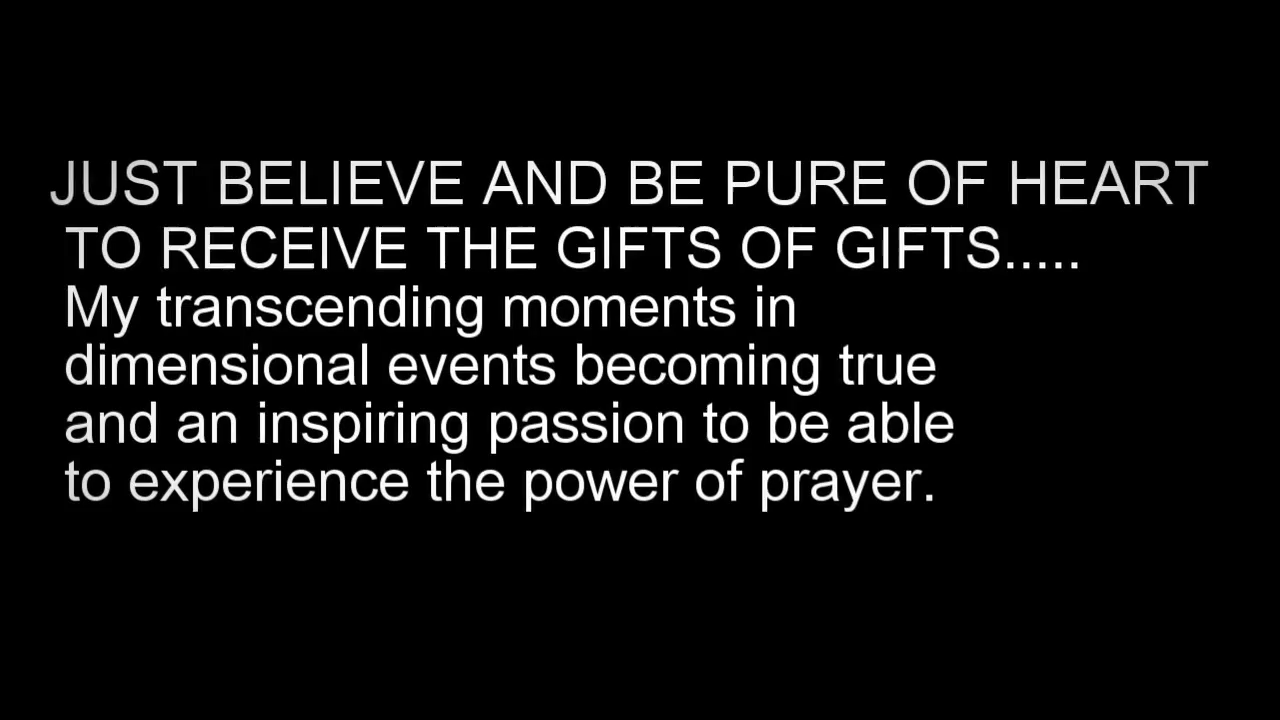 JUST BELIEVE AND BE PURE OF HEART
TO RECEIVE THE GIFTS OF GIFTS.....
My transcending moments in
dimensional events becoming true
and an inspiring passion to be able
to experience the power of prayer.